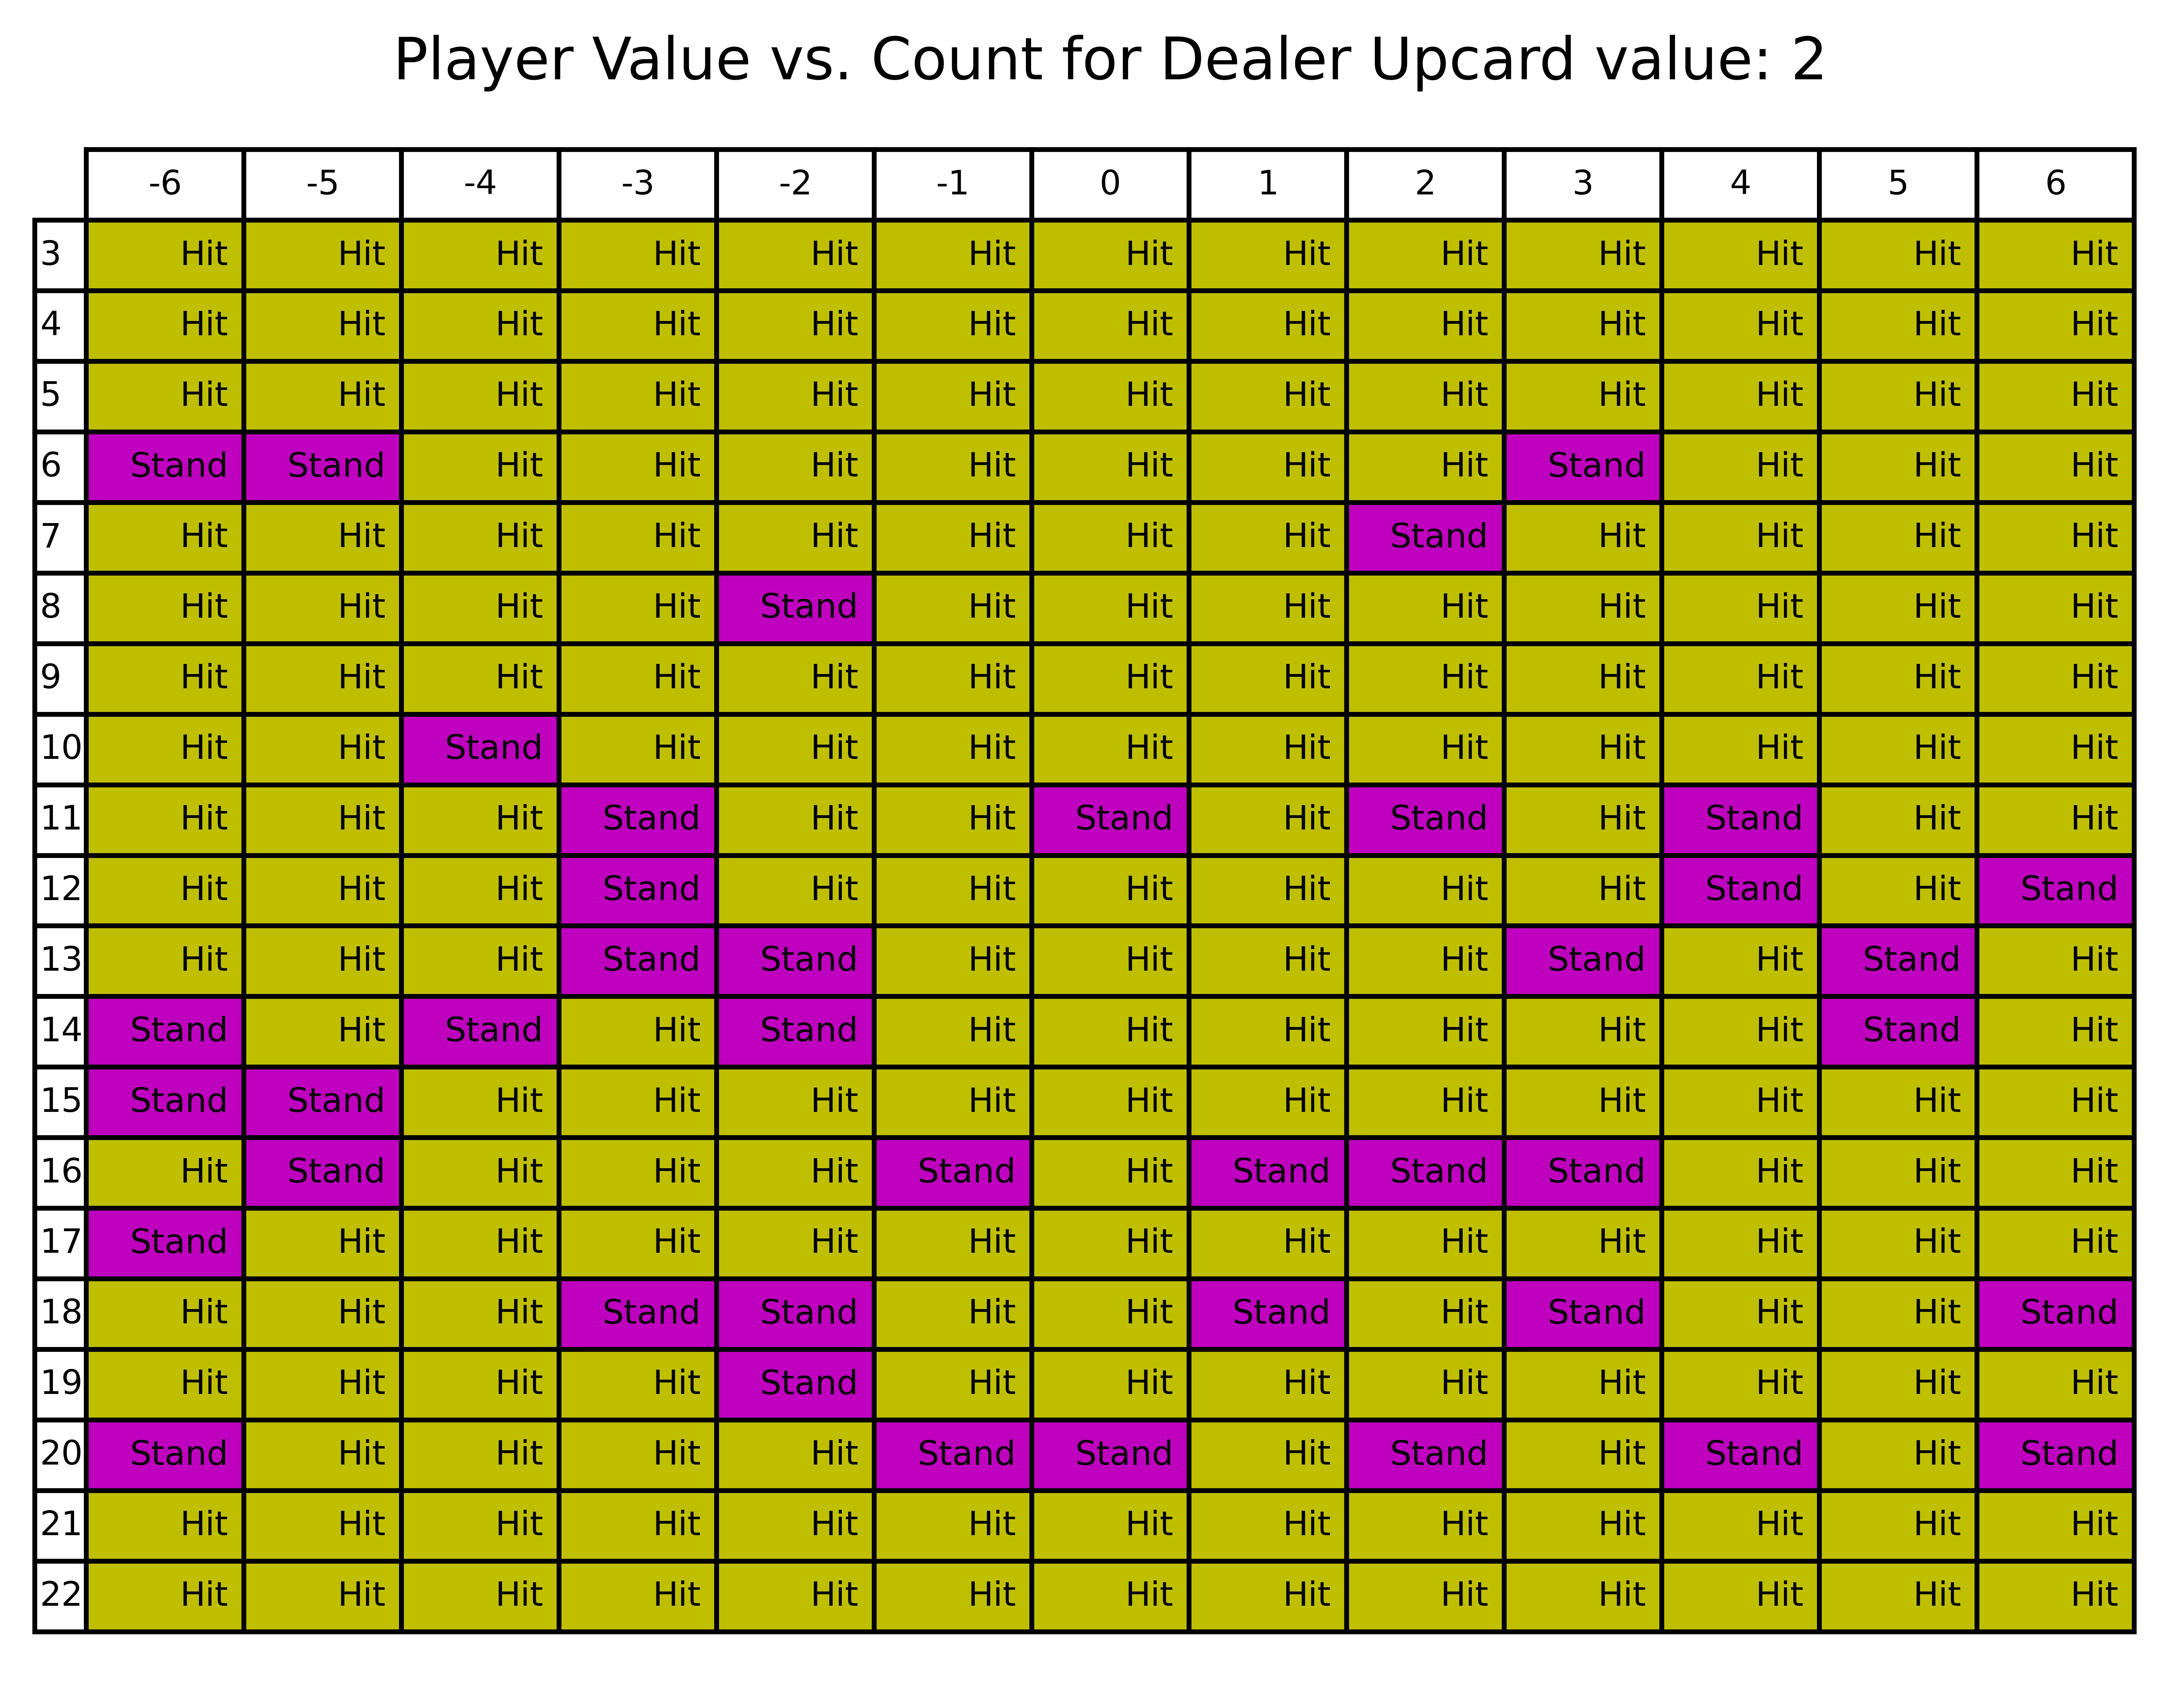 Player Value vs. Count for Dealer Upcard value: 2
-6 -5 -4 -3 -2 -1 0 1 2 3 4 5 6
3 Hit Hit Hit Hit Hit Hit Hit Hit Hit Hit Hit Hit Hit
4 Hit Hit Hit Hit Hit Hit Hit Hit Hit Hit Hit Hit Hit
5 Hit Hit Hit Hit Hit Hit Hit Hit Hit Hit Hit Hit Hit
6 Stand Stand Hit Hit Hit Hit Hit Hit Hit Stand Hit Hit Hit
7 Hit Hit Hit Hit Hit Hit Hit Hit Stand Hit Hit Hit Hit
8 Hit Hit Hit Hit Stand Hit Hit Hit Hit Hit Hit Hit Hit
9 Hit Hit Hit Hit Hit Hit Hit Hit Hit Hit Hit Hit Hit
10 Hit Hit Stand Hit Hit Hit Hit Hit Hit Hit Hit Hit Hit
11 Hit Hit Hit Stand Hit Hit Stand Hit Stand Hit Stand Hit Hit
12 Hit Hit Hit Stand Hit Hit Hit Hit Hit Hit Stand Hit Stand
13 Hit Hit Hit Stand Stand Hit Hit Hit Hit Stand Hit Stand Hit
14 Stand Hit Stand Hit Stand Hit Hit Hit Hit Hit Hit Stand Hit
15 Stand Stand Hit Hit Hit Hit Hit Hit Hit Hit Hit Hit Hit
16 Hit Stand Hit Hit Hit Stand Hit Stand Stand Stand Hit Hit Hit
17 Stand Hit Hit Hit Hit Hit Hit Hit Hit Hit Hit Hit Hit
18 Hit Hit Hit Stand Stand Hit Hit Stand Hit Stand Hit Hit Stand
19 Hit Hit Hit Hit Stand Hit Hit Hit Hit Hit Hit Hit Hit
20 Stand Hit Hit Hit Hit Stand Stand Hit Stand Hit Stand Hit Stand
21 Hit Hit Hit Hit Hit Hit Hit Hit Hit Hit Hit Hit Hit
22 Hit Hit Hit Hit Hit Hit Hit Hit Hit Hit Hit Hit Hit